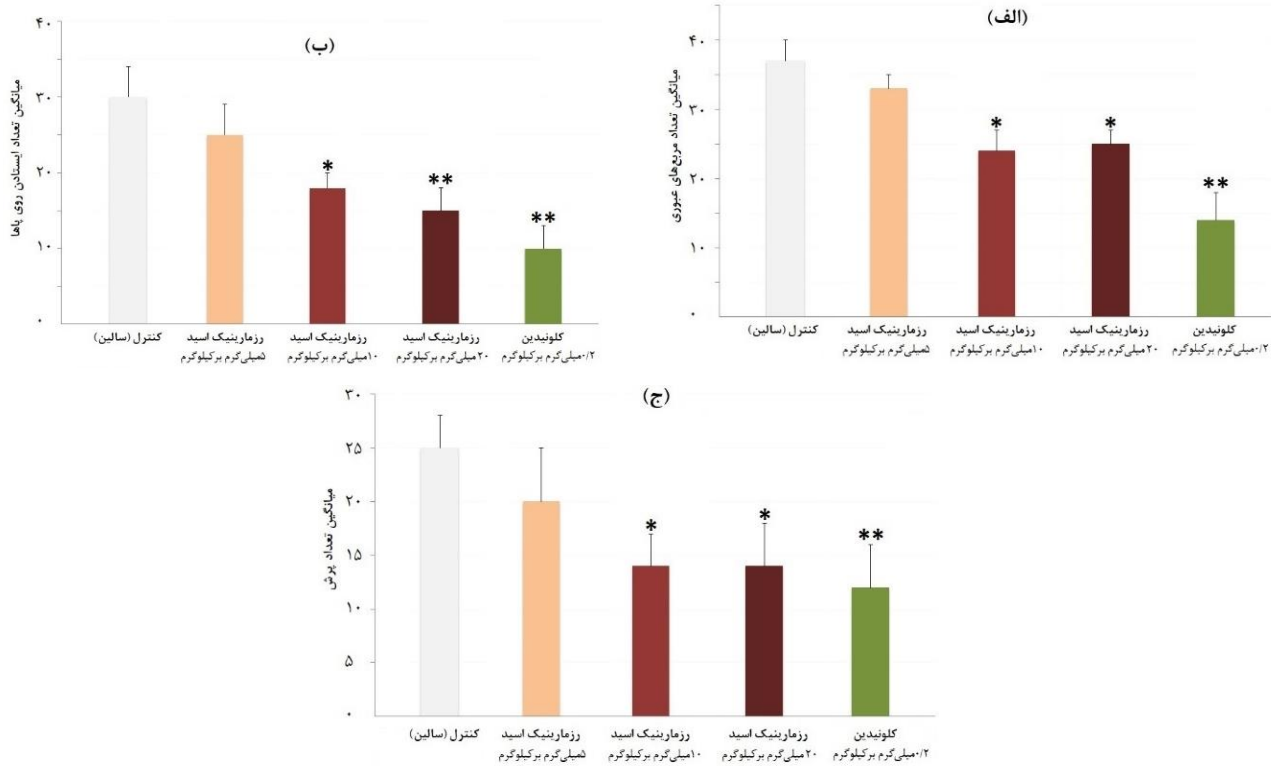 (الف)
میانگین تعداد مربع‌های عبوری
۴۰
۳۰
۲۰
۱۰
۰
*
*
**
کنترل (سالین)
رزمارینیک اسید
۵میلی‌گرم برکیلوگرم
رزمارینیک اسید
۱۰میلی‌گرم برکیلوگرم
رزمارینیک اسید
۲۰میلی‌گرم برکیلوگرم
کلونیدین
۰/۲میلی‌گرم برکیلوگرم
(ب)
میانگین تعداد ایستادن روی پاها
۴۰
۳۰
۲۰
۱۰
۰
*
**
**
کنترل (سالین)
رزمارینیک اسید
۵میلی‌گرم برکیلوگرم
رزمارینیک اسید
۱۰میلی‌گرم برکیلوگرم
رزمارینیک اسید
۲۰میلی‌گرم برکیلوگرم
کلونیدین
۰/۲میلی‌گرم برکیلوگرم
(ج)
میانگین تعداد پرش
۳۰
۲۵
۲۰
۱۵
۱۰
۵
۰
*
*
**
کنترل (سالین)
رزمارینیک اسید
۵میلی‌گرم برکیلوگرم
رزمارینیک اسید
۱۰میلی‌گرم برکیلوگرم
رزمارینیک اسید
۲۰میلی‌گرم برکیلوگرم
کلونیدین
۰/۲میلی‌گرم برکیلوگرم